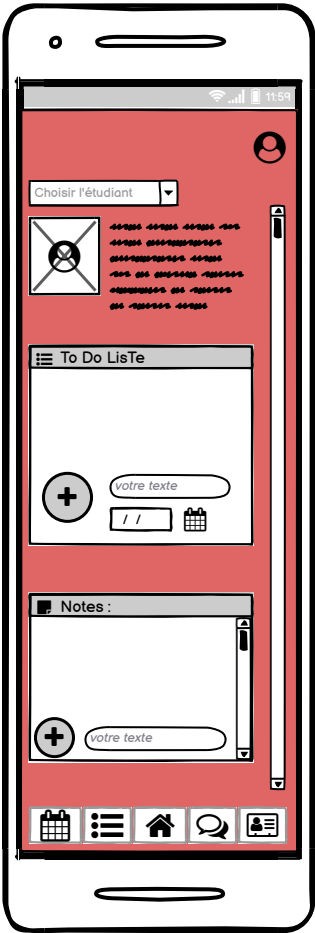 11:59
Choisir l'étudiant
To Do LisTe
votre texte
/ /
Notes :
votre texte